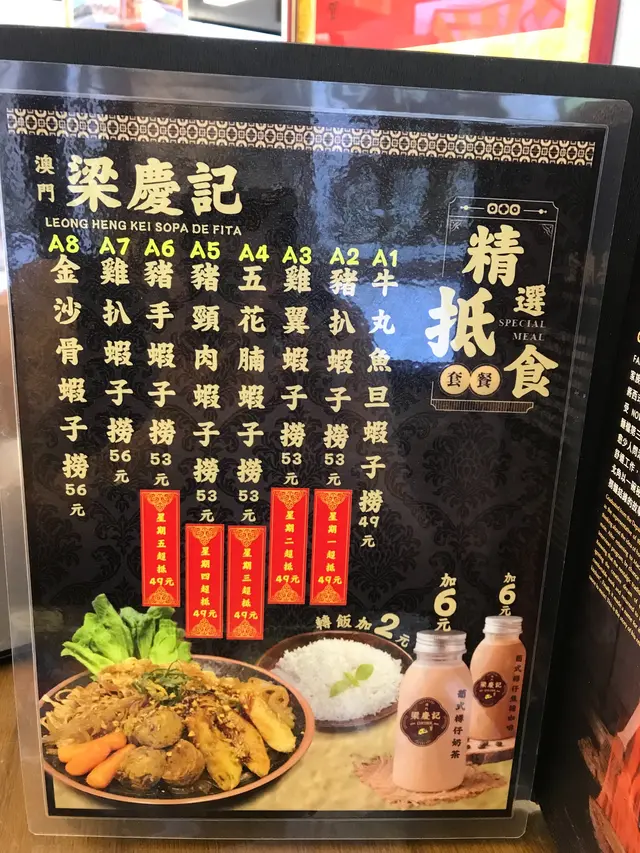 澳門
梁慶記
LEONG HENG KEI SOPA DE FITA
精選
抵食
SPECIAL
MEAL
套餐
A1
牛丸魚旦蝦子撈
49元
A2
豬扒蝦子撈
53元
星期一超抵
49元
A3
雞翼蝦子撈
53元
星期二超抵
49元
A4
五花腩蝦子撈
53元
星期三超抵
49元
A5
豬頸肉蝦子撈
53元
星期四超抵
49元
A6
豬手蝦子撈
53元
星期五超抵
49元
A7
雞扒蝦子撈
56元
A8
金沙骨蝦子撈
56元
轉飯加2元
加6元
加6元
梁慶記
葡式樽仔奶茶
梁慶記